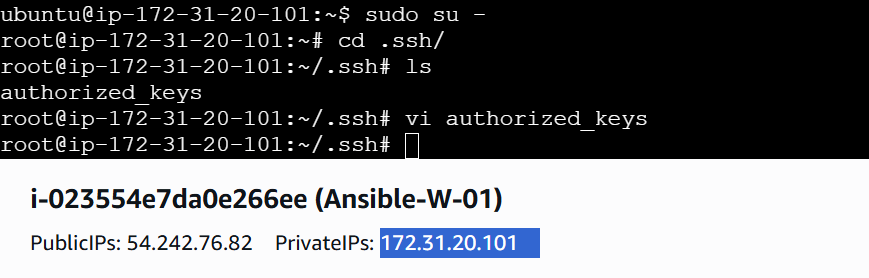 ubuntu@ip-172-31-20-101:~$ sudo su -
root@ip-172-31-20-101:~# cd .ssh/
root@ip-172-31-20-101:~/.ssh# ls
authorized_keys
root@ip-172-31-20-101:~/.ssh# vi authorized_keys
root@ip-172-31-20-101:~/.ssh#
i-023554e7da0e266ee (Ansible-W-01)
PublicIPs: 54.242.76.82 PrivateIPs: 172.31.20.101